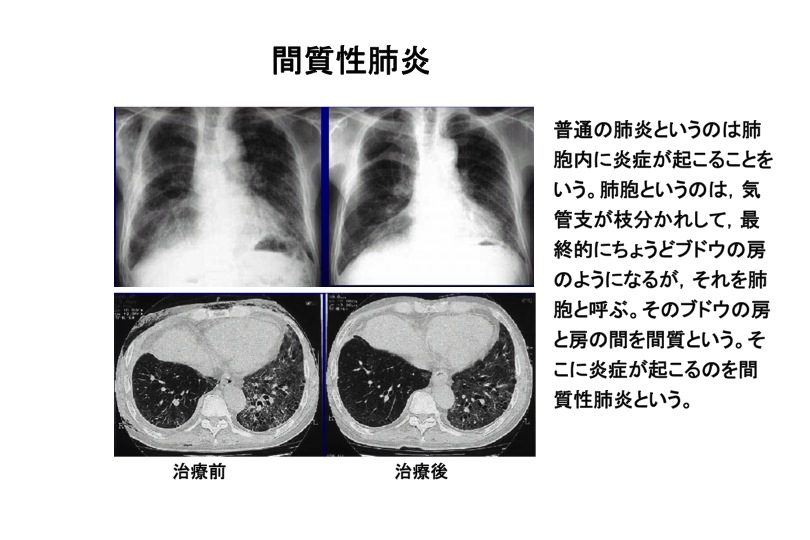 間質性肺炎
普通の肺炎というのは肺
胞内に炎症が起こることを
いう。肺胞というのは，気
管支が枝分かれして，最
終的にちょうどブドウの房
のようになるが，それを肺
胞と呼ぶ。そのブドウの房
と房の間を間質という。そ
こに炎症が起こるのを間
質性肺炎という。
治療前
治療後